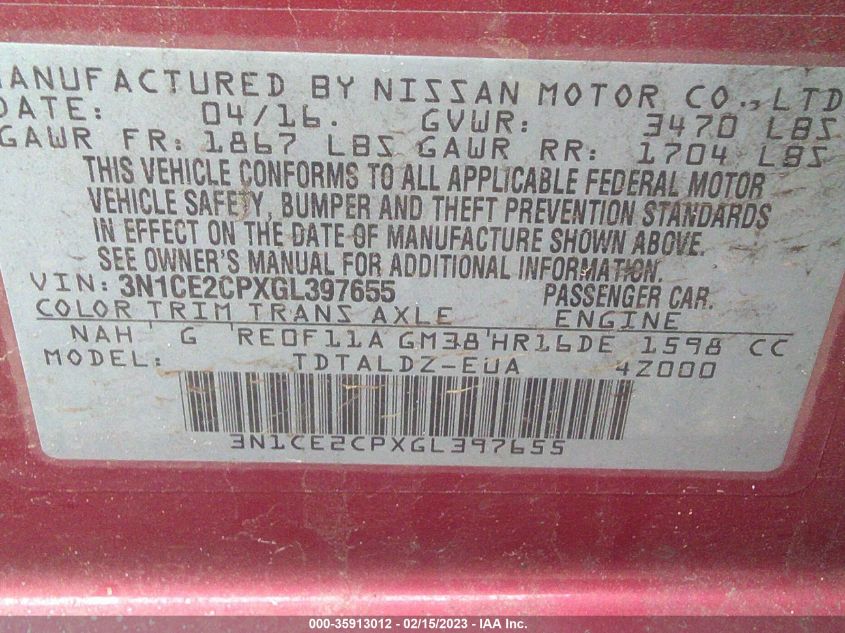 MANUFACTURED BY NISSAN MOTOR CO., LTD
DATE: 04/16. GVWR: 3470 LBS
GAWR FR: 1867 LBS GAWR RR: 1704 LBS
THIS VEHICLE CONFORMS TO ALL APPLICABLE FEDERAL MOTOR
VEHICLE SAFETY, BUMPER AND THEFT PREVENTION STANDARDS
IN EFFECT ON THE DATE OF MANUFACTURE SHOWN ABOVE.
SEE OWNER'S MANUAL FOR ADDITIONAL INFORMATION.
VIN: 3N1CE2CPXGL397655 PASSENGER CAR.
COLOR TRIM TRANS AXLE ENGINE
NAH G RE0F11A GM38 HR16DE 1598 CC
MODEL: TDTALDZ-EUA 4Z000
3N1CE2CPXGL397655
000-35913012 - 02/15/2023 - IAA Inc.